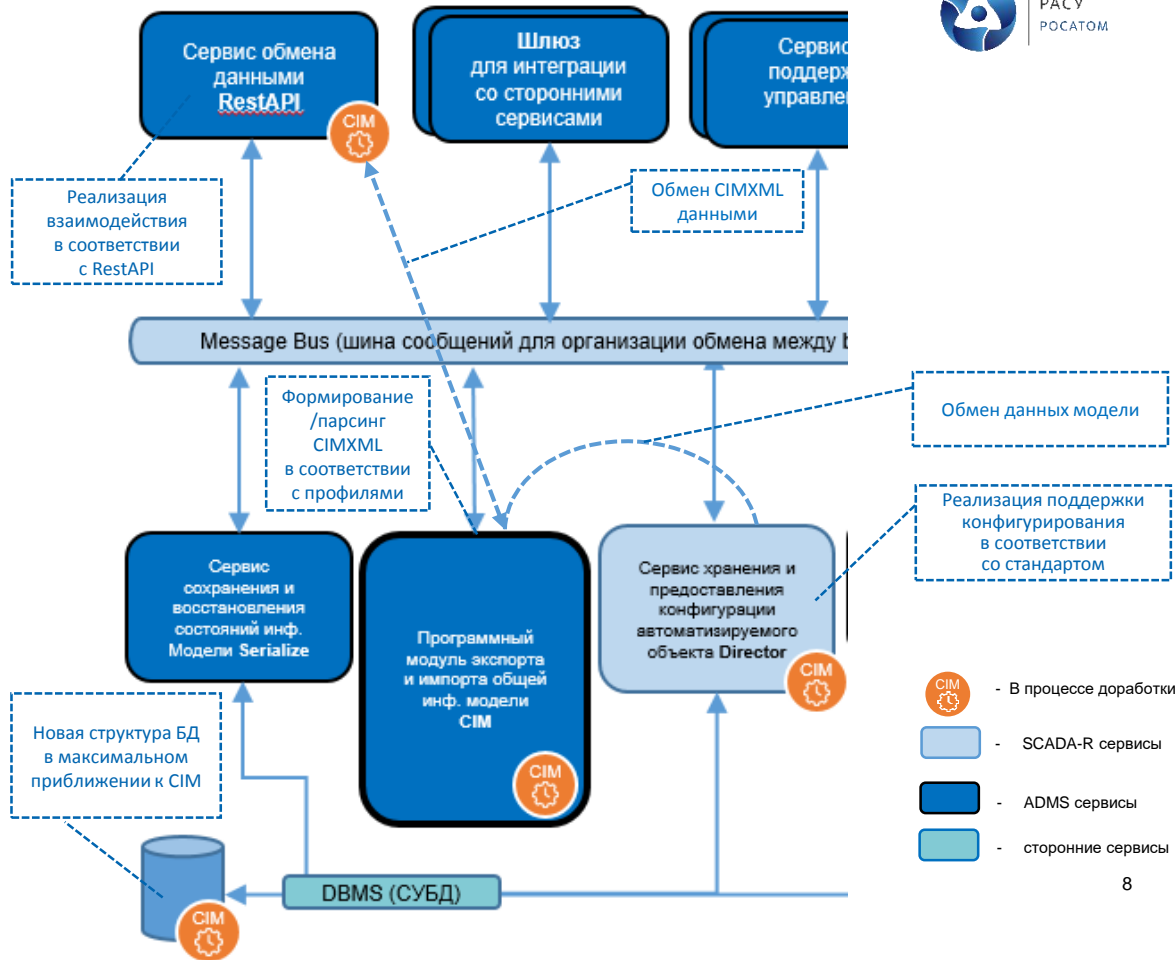 РАСУ
РОСАТОМ
Сервис обмена
данными
RestAPI
CIM
Шлюз
для интеграции
со сторонними
сервисами
Сервис
поддерж
управле
Реализация
взаимодействия
в соответствии
с RestAPI
Обмен CIMXML
данными
Message Bus (шина сообщений для организации обмена между b
Формирование
/парсинг
CIMXML
в соответствии
с профилями
Обмен данных модели
Реализация поддержки
конфигурирования
в соответствии
со стандартом
Сервис
сохранения и
восстановления
состояний инф.
Модели Serialize
Программный
модуль экспорта
и импорта общей
инф. модели
CIM
CIM
Сервис хранения и
предоставления
конфигурации
автоматизируемого
объекта Director
CIM
Новая структура БД
в максимальном
приближении к CIM
CIM
DBMS (СУБД)
CIM
- В процессе доработки
- SCADA-R сервисы
- ADMS сервисы
- сторонние сервисы
8